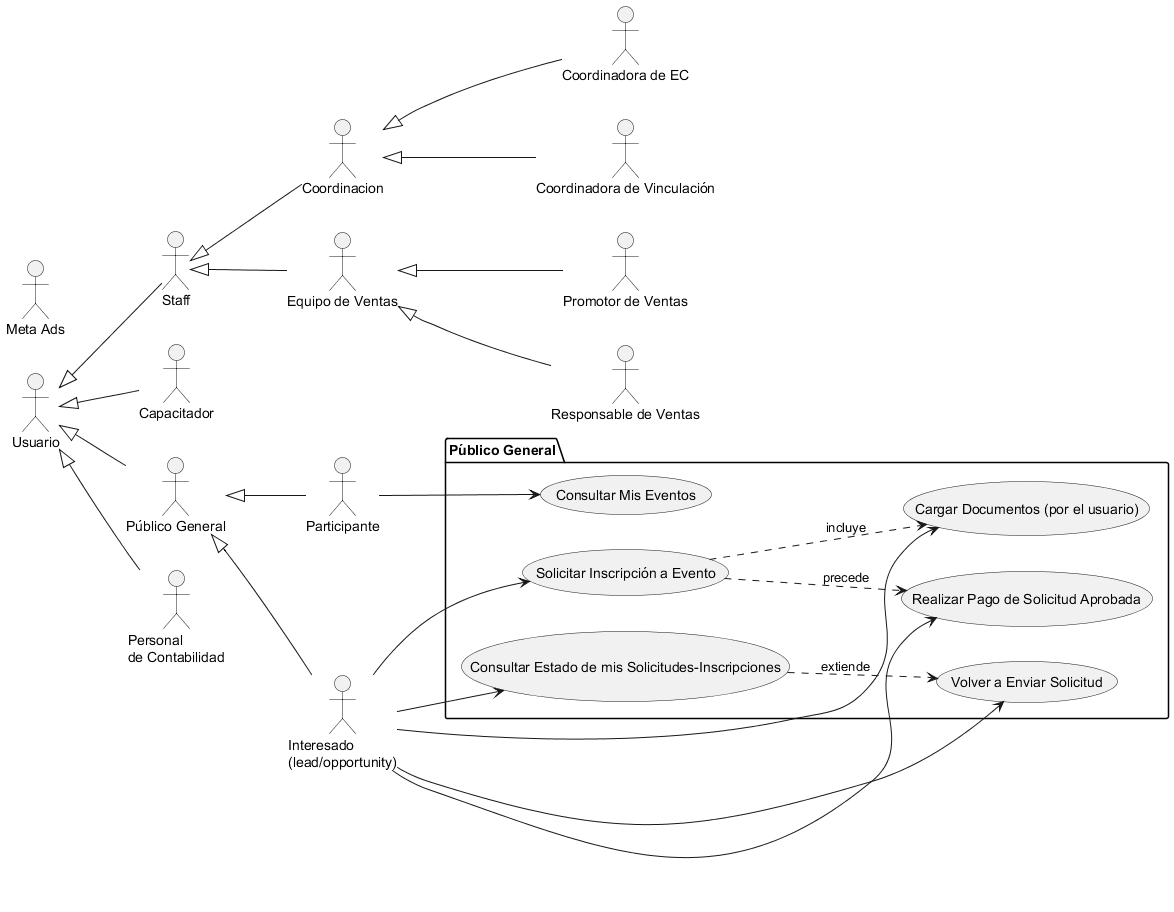 Coordinadora de EC
Coordinacion
Coordinadora de Vinculación
Meta Ads
Staff
Equipo de Ventas
Promotor de Ventas
Usuario
Capacitador
Responsable de Ventas
Público General
Participante
Personal
de Contabilidad
Interesado
(lead/opportunity)
Pùblico General
Consultar Mis Eventos
Cargar Documentos (por el usuario)
incluye
Solicitar Inscripción a Evento
precede
Realizar Pago de Solicitud Aprobada
Consultar Estado de mis Solicitudes-Inscripciones
extiende
Volver a Enviar Solicitud